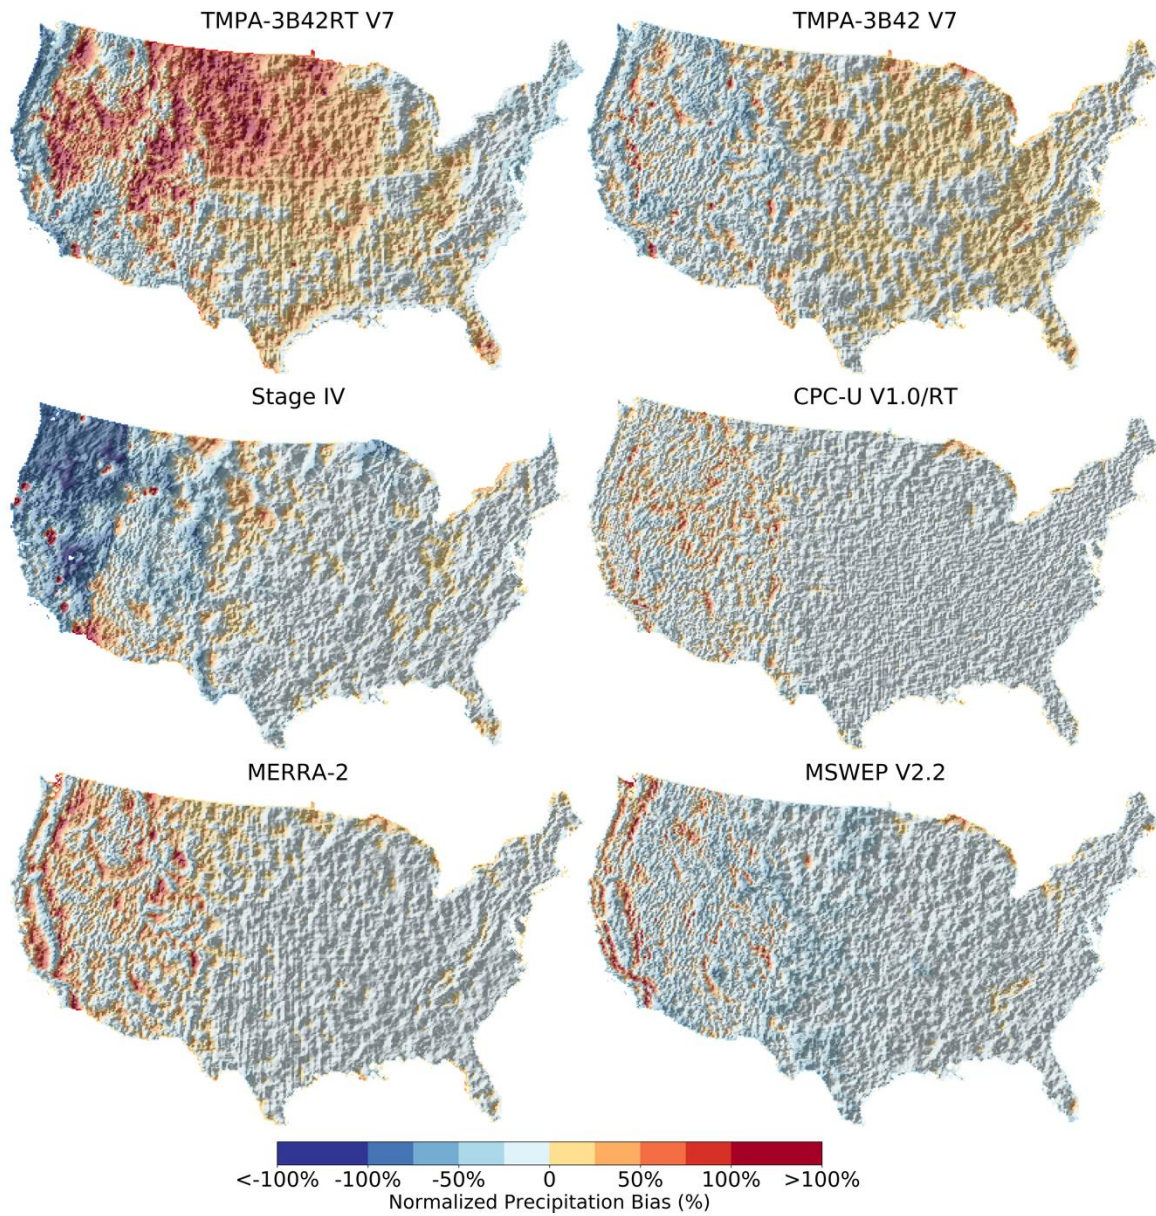 TMPA-3B42RT V7
TMPA-3B42 V7
Stage IV
CPC-U V1.0/RT
MERRA-2
MSWEP V2.2
<-100% -100% -50% 0 50% 100% >100%
Normalized Precipitation Bias (%)